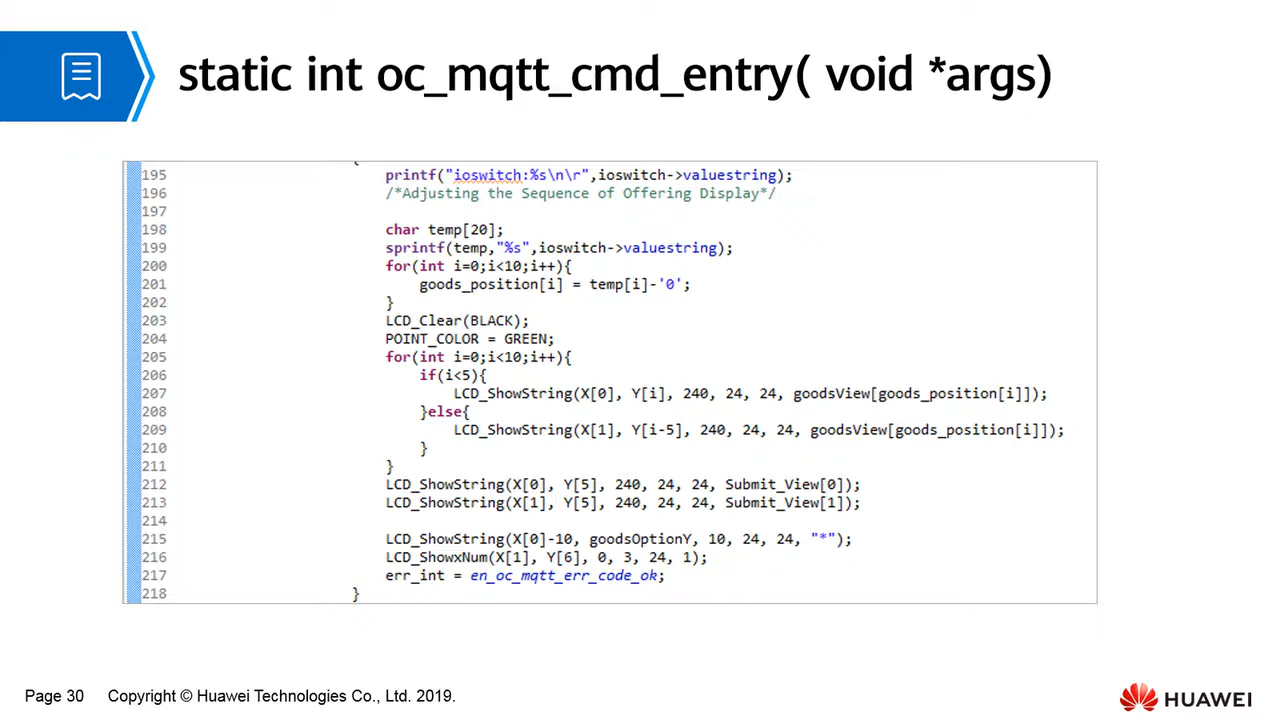 static int oc_mqtt_cmd_entry( void *args)
195 printf("ioswitch:%s\n\r",ioswitch->valuestring);
196 /*Adjusting the Sequence of Offering Display*/
197
198 char temp[20];
199 sprintf(temp,"%s",ioswitch->valuestring);
200 for(int i=0;i<10;i++){
201 goods_position[i] = temp[i]-'0';
202 }
203 LCD_Clear(BLACK);
204 POINT_COLOR = GREEN;
205 for(int i=0;i<10;i++){
206 if(i<5){
207 LCD_ShowString(X[0], Y[i], 240, 24, 24, goodsView[goods_position[i]]);
208 }else{
209 LCD_ShowString(X[1], Y[i-5], 240, 24, 24, goodsView[goods_position[i]]);
210 }
211 }
212 LCD_ShowString(X[0], Y[5], 240, 24, 24, Submit_View[0]);
213 LCD_ShowString(X[1], Y[5], 240, 24, 24, Submit_View[1]);
214
215 LCD_ShowString(X[0]-10, goodsOptionY, 10, 24, 24, "*");
216 LCD_ShowxNum(X[1], Y[6], 0, 3, 24, 1);
217 err_int = en_oc_mqtt_err_code_ok;
218 }
Page 30 Copyright © Huawei Technologies Co., Ltd. 2019.
HUAWEI